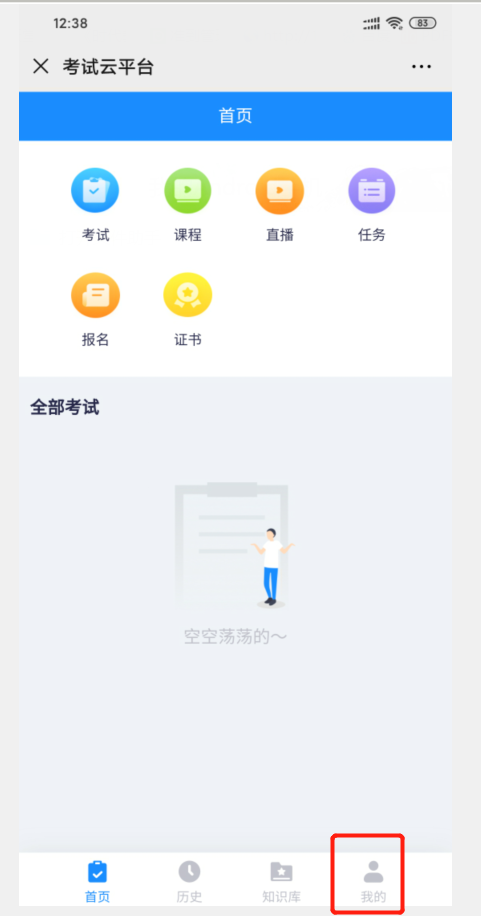 12:38
83
考试云平台
首页
考试
课程
直播
任务
报名
证书
全部考试
空空荡荡的～
首页
历史
知识库
我的